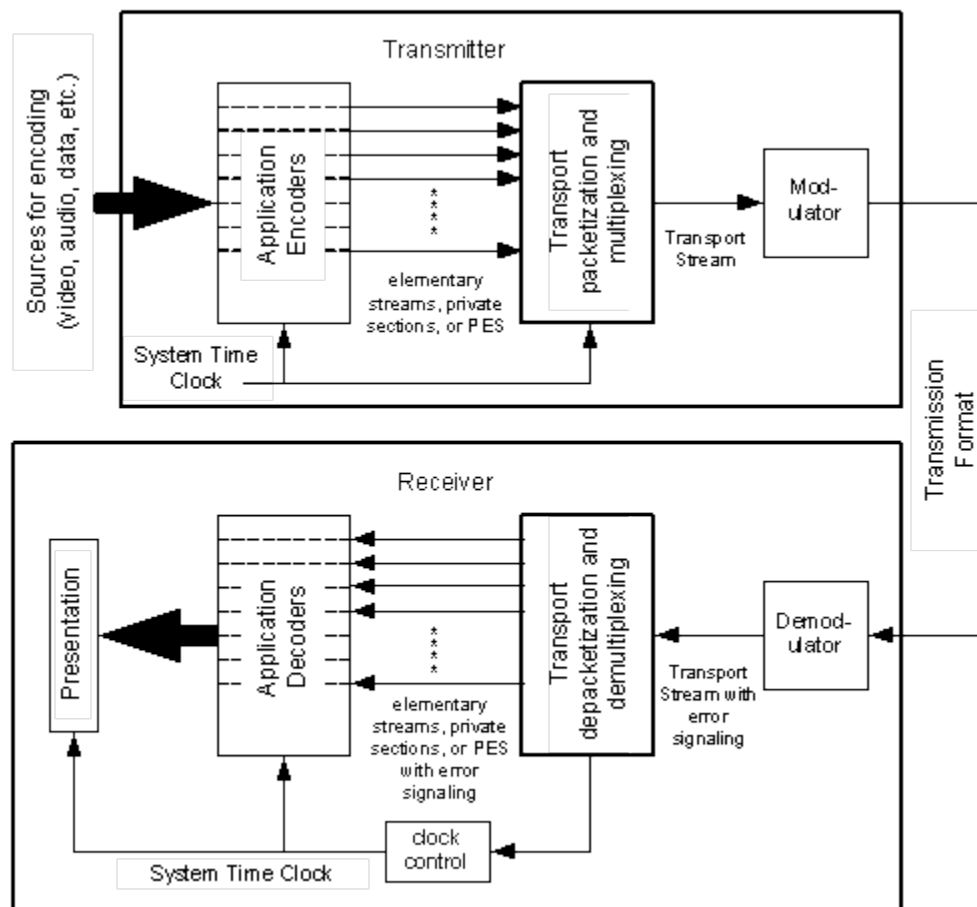 Transmitter
Sources for encoding
(video, audio, data, etc.)
Application
Encoders
****
elementary
streams, private
sections, or PES
Transport
packetization and
multiplexing
Transport
Stream
Mod-
ulator
System Time
Clock
Transmission
Format
Receiver
Presentation
Application
Decoders
****
elementary
streams, private
sections, or PES
with error
signaling
Transport
depacketization and
demultiplexing
Transport
Stream with
error
signaling
Demod-
ulator
clock
control
System Time Clock